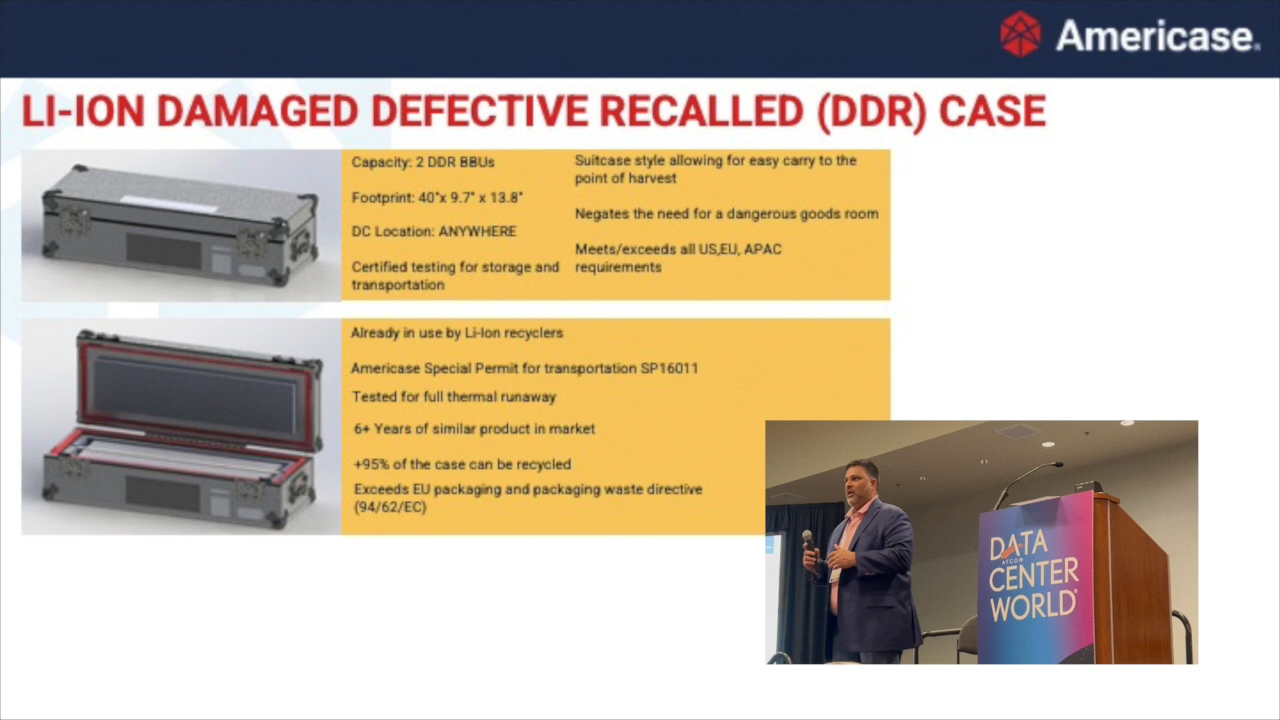 Americase.
LI-ION DAMAGED DEFECTIVE RECALLED (DDR) CASE
Capacity: 2 DDR BBUs
Footprint: 40"x 9.7" x 13.8"
DC Location: ANYWHERE
Certified testing for storage and
transportation
Suitcase style allowing for easy carry to the
point of harvest
Negates the need for a dangerous goods room
Meets/exceeds all US,EU, APAC
requirements
Already in use by Li-Ion recyclers
Americase Special Permit for transportation SP16011
Tested for full thermal runaway
6+ Years of similar product in market
+95% of the case can be recycled
Exceeds EU packaging and packaging waste directive
(94/62/EC)
DATA
AFCOM
CENTER
WORLD